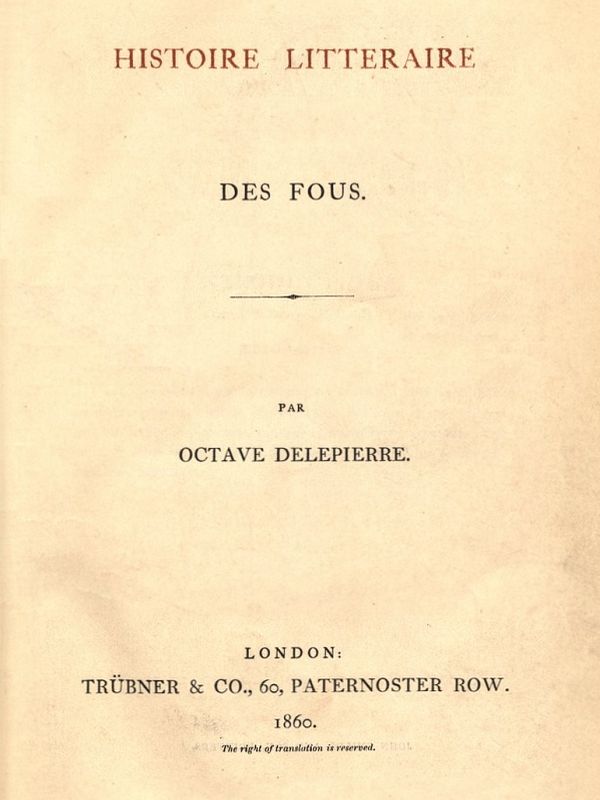 HISTOIRE LITTERAIRE
DES FOUS.
PAR
OCTAVE DELEPIERRE.
LONDON:
TRÜBNER & CO., 60, PATERNOSTER ROW.
1860.
The right of translation is reserved.